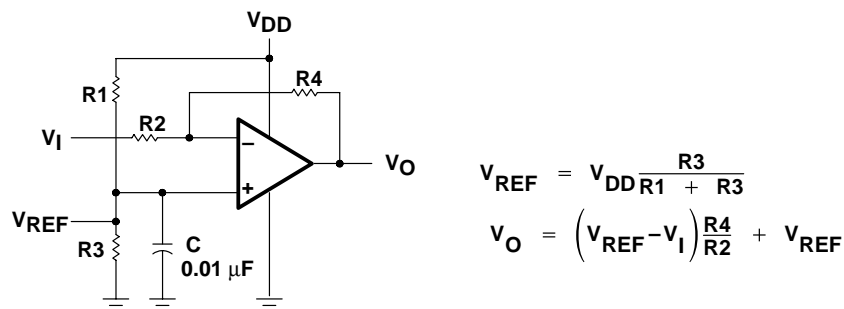 VDD
R4
R1
VI
R2
−
+
VO
VREF
R3
C
0.01 μF
VREF = VDD R3 / R1 + R3
VO = (VREF−VI) R4 / R2 + VREF